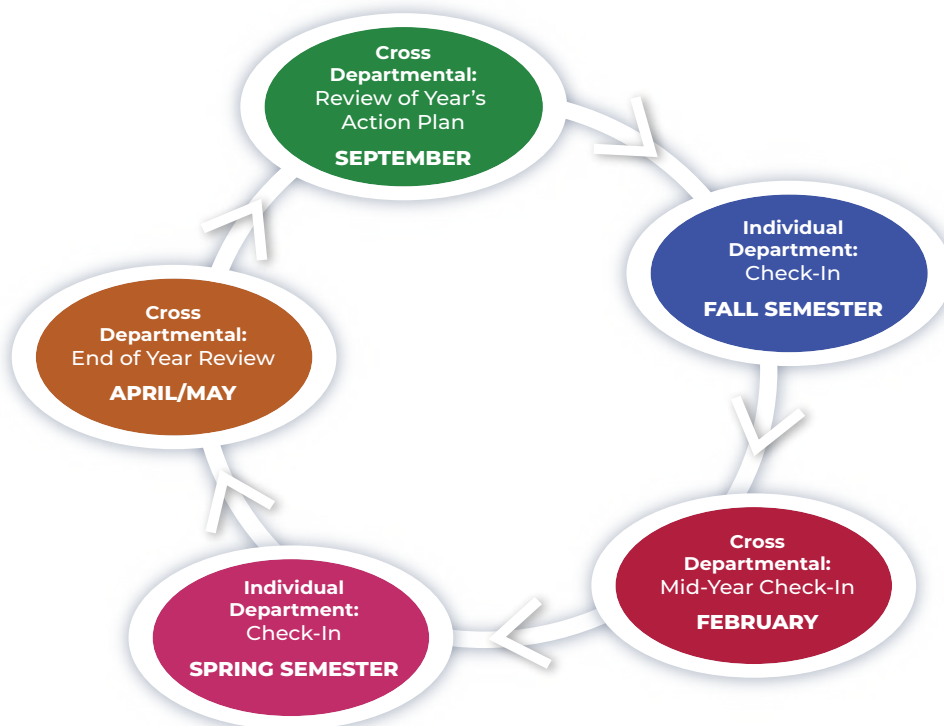 Cross
Departmental:
Review of Year’s
Action Plan
SEPTEMBER
Individual
Department:
Check-In
FALL SEMESTER
Cross
Departmental:
Mid-Year Check-In
FEBRUARY
Individual
Department:
Check-In
SPRING SEMESTER
Cross
Departmental:
End of Year Review
APRIL/MAY